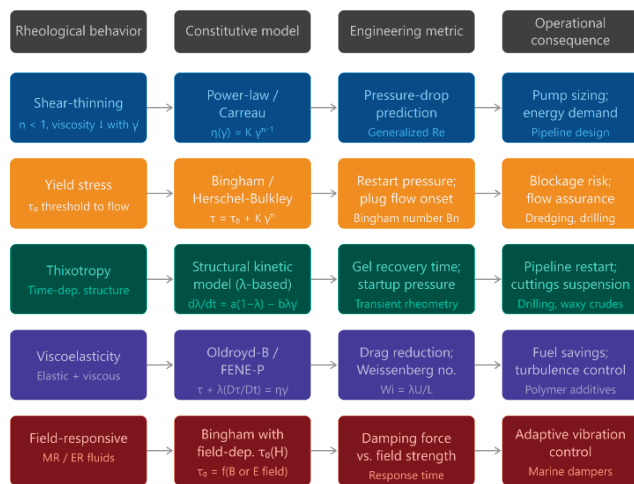 Rheological behavior
Constitutive model
Engineering metric
Operational
consequence
Shear-thinning
n < 1, viscosity ↓ with γ̇
Power-law /
Carreau
η(γ̇) = K γ̇ⁿ⁻¹
Pressure-drop
prediction
Generalized Re
Pump sizing;
energy demand
Pipeline design
Yield stress
τ₀ threshold to flow
Bingham /
Herschel-Bulkley
τ = τ₀ + K γ̇ⁿ
Restart pressure;
plug flow onset
Bingham number Bn
Blockage risk;
flow assurance
Dredging, drilling
Thixotropy
Time-dep. structure
Structural kinetic
model (λ-based)
dλ/dt = a(1−λ) − bλγ̇
Gel recovery time;
startup pressure
Transient rheometry
Pipeline restart;
cuttings suspension
Drilling, waxy crudes
Viscoelasticity
Elastic + viscous
Oldroyd-B /
FENE-P
τ + λ(Dτ/Dt) = ηγ̇
Drag reduction;
Weissenberg no.
Wi = λU/L
Fuel savings;
turbulence control
Polymer additives
Field-responsive
MR / ER fluids
Bingham with
field-dep. τ₀(H)
τ₀ = f(B or E field)
Damping force
vs. field strength
Response time
Adaptive vibration
control
Marine dampers